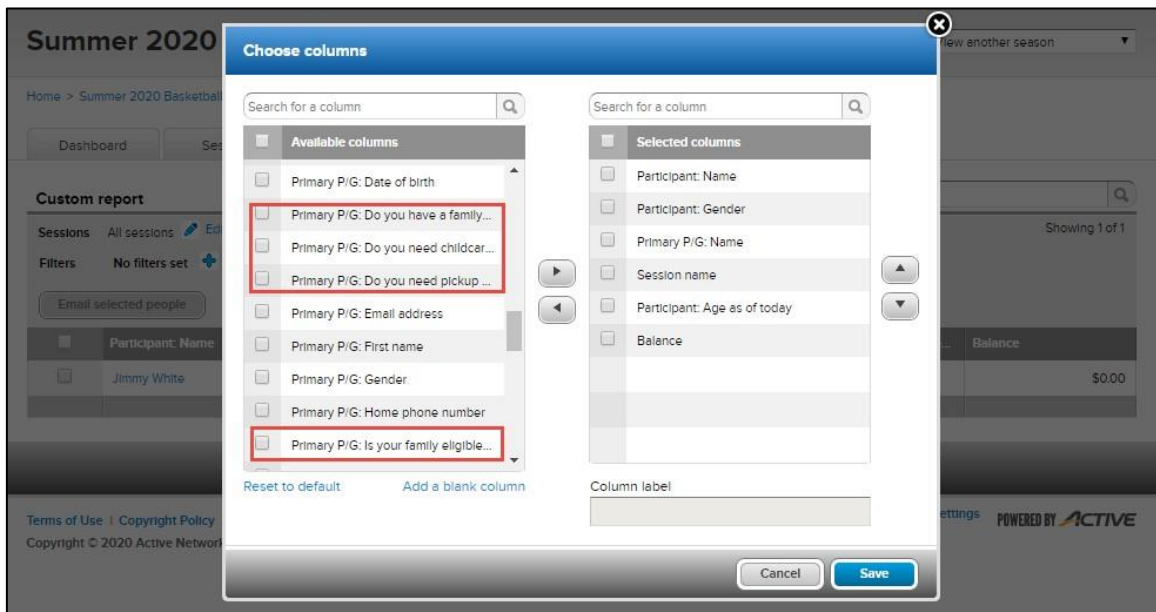 Summer 2020
Choose columns
view another season
Home > Summer 2020 Basketball
Search for a column
Search for a column
Dashboard
Ses
Available columns
Selected columns
Primary P/G: Date of birth
Primary P/G: Do you have a family...
Primary P/G: Do you need childcar...
Primary P/G: Do you need pickup ...
Primary P/G: Email address
Primary P/G: First name
Primary P/G: Gender
Primary P/G: Home phone number
Primary P/G: Is your family eligible...
Participant: Name
Participant: Gender
Primary P/G: Name
Session name
Participant: Age as of today
Balance
Custom report
Sessions All sessions Ed
Showing 1 of 1
Filters No filters set
Email selected people
Participant: Name
... Balance
Jimmy White
$0.00
Reset to default
Add a blank column
Column label
Terms of Use | Copyright Policy
ettings
POWERED BY ACTIVE
Copyright © 2020 Active Network
Cancel
Save